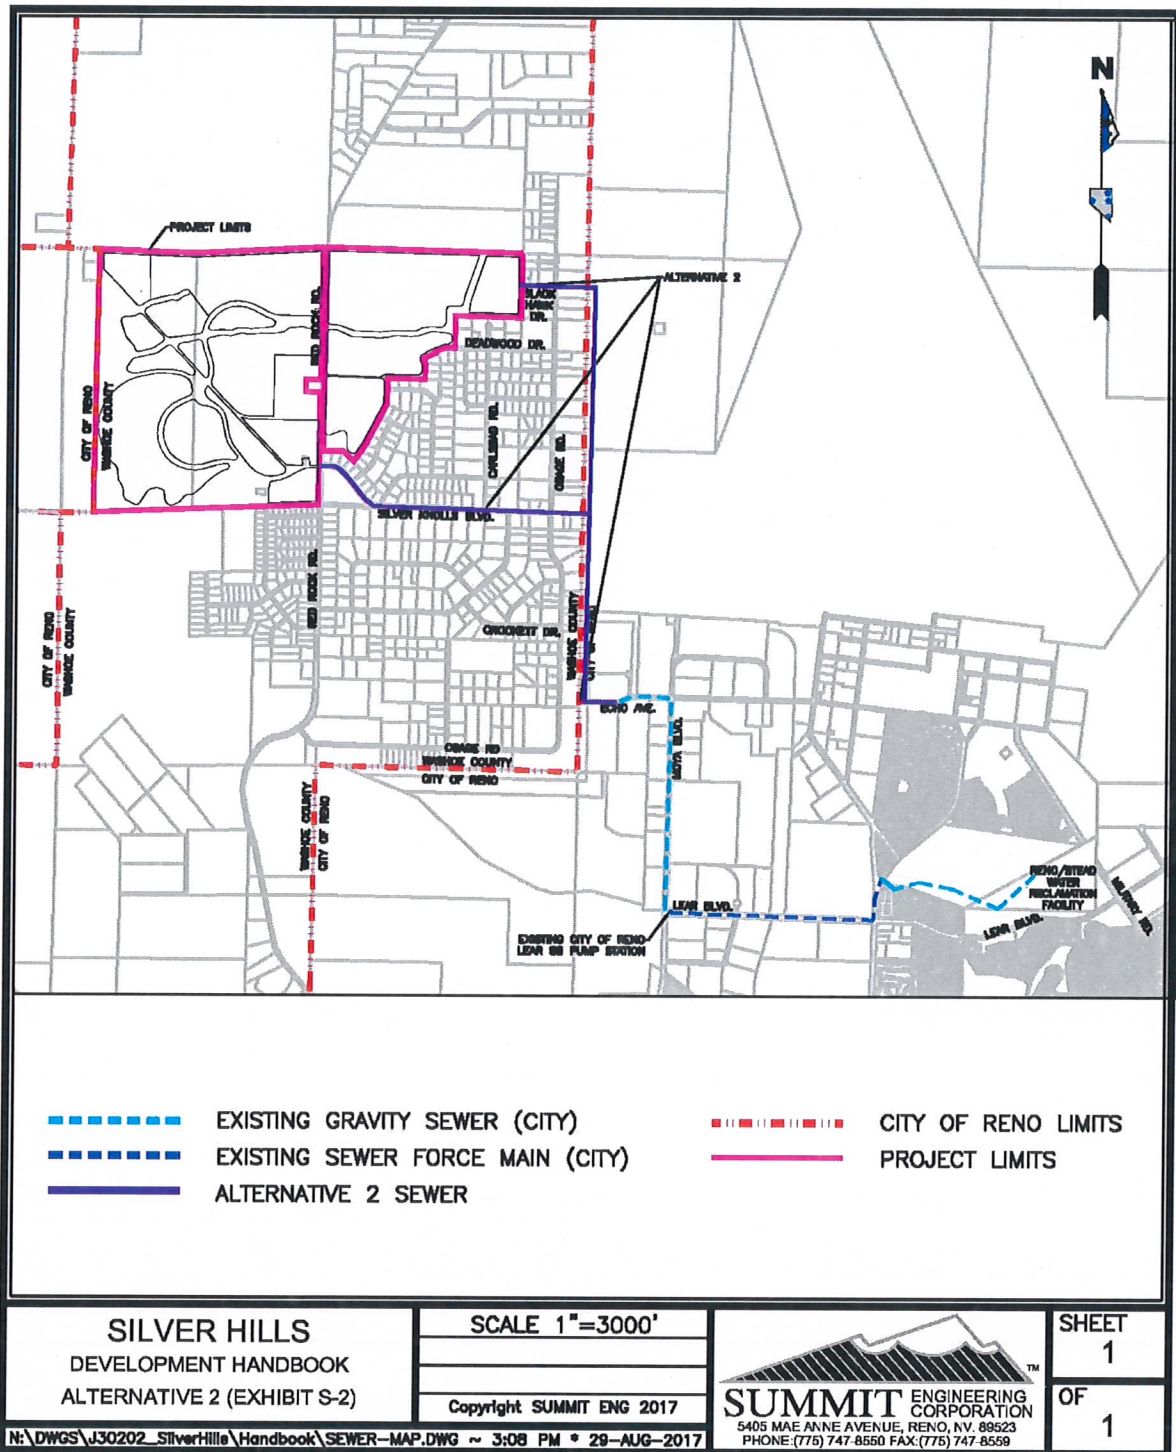 N
PROJECT LIMITS
ALTERNATIVE 2
BLACK
HAWK
DR.
RED ROCK RD.
DEADWOOD DR.
CITY OF RENO
WASHOE COUNTY
CARLSBAD RD.
OSAGE RD.
SILVER KNOLLS BLVD.
RED ROCK RD.
CITY OF RENO
WASHOE COUNTY
CROCKETT DR.
WASHOE COUNTY
CITY OF RENO
ECHO AVE.
MOYA BLVD.
OSAGE RD
WASHOE COUNTY
CITY OF RENO
WASHOE COUNTY
CITY OF RENO
RENO/STEAD
WATER
RECLAMATION
FACILITY
MILITARY RD.
LEAR BLVD.
LEAR BLVD.
EXISTING CITY OF RENO
LEAR SS PUMP STATION
EXISTING GRAVITY SEWER (CITY)
EXISTING SEWER FORCE MAIN (CITY)
ALTERNATIVE 2 SEWER
CITY OF RENO LIMITS
PROJECT LIMITS
SILVER HILLS
DEVELOPMENT HANDBOOK
ALTERNATIVE 2 (EXHIBIT S-2)
SCALE 1"=3000'
Copyright SUMMIT ENG 2017
TM
SUMMIT ENGINEERING
CORPORATION
5405 MAE ANNE AVENUE, RENO, NV. 89523
PHONE:(775) 747-8550 FAX:(775) 747-8559
SHEET
1
OF
1
N:\DWGS\J30202_SilverHills\Handbook\SEWER-MAP.DWG ~ 3:08 PM * 29-AUG-2017